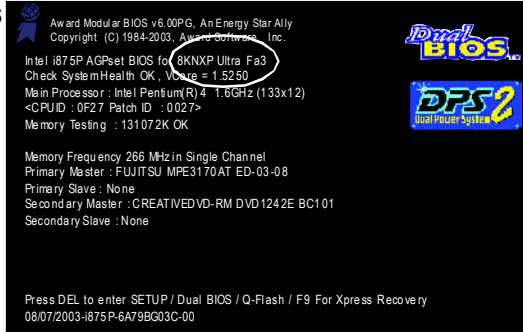 Award Modular BIOS v6.00PG, An Energy Star Ally
Copyright (C) 1984-2003, Award Software, Inc.
Dual BIOS
Intel i875P AGPset BIOS for 8KNXP Ultra Fa3
Check System Health OK , VCore = 1.5250
Main Processor : Intel Pentium(R) 4 1.6GHz (133x12)
<CPUID : 0F27 Patch ID : 0027>
Memory Testing : 131072K OK
DPS2
Dual Power System
Memory Frequency 266 MHz in Single Channel
Primary Master : FUJITSU MPE3170AT ED-03-08
Primary Slave : None
Secondary Master : CREATIVEDVD-RM DVD1242E BC101
Secondary Slave : None
Press DEL to enter SETUP / Dual BIOS / Q-Flash / F9 For Xpress Recovery
08/07/2003-i875P-6A79BG03C-00